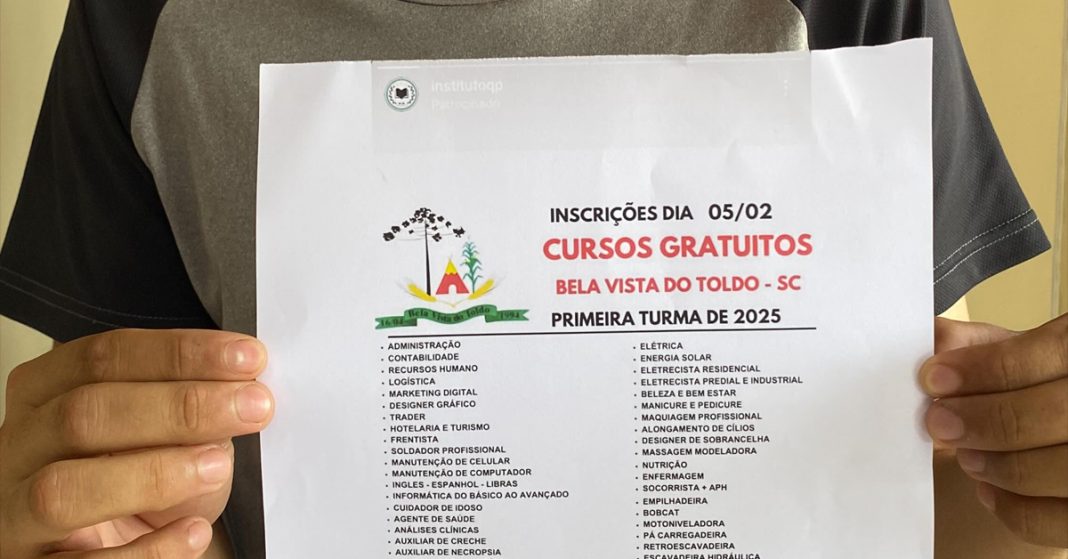 institutoqp
Patrocinado
INSCRIÇÕES DIA 05/02
CURSOS GRATUITOS
BELA VISTA DO TOLDO - SC
PRIMEIRA TURMA DE 2025
16-04 Bela Vista do Toldo 1994
• ADMINISTRAÇÃO
• CONTABILIDADE
• RECURSOS HUMANO
• LOGÍSTICA
• MARKETING DIGITAL
• DESIGNER GRÁFICO
• TRADER
• HOTELARIA E TURISMO
• FRENTISTA
• SOLDADOR PROFISSIONAL
• MANUTENÇÃO DE CELULAR
• MANUTENÇÃO DE COMPUTADOR
• INGLES - ESPANHOL - LIBRAS
• INFORMÁTICA DO BÁSICO AO AVANÇADO
• CUIDADOR DE IDOSO
• AGENTE DE SAÚDE
• ANÁLISES CLÍNICAS
• AUXILIAR DE CRECHE
• AUXILIAR DE NECROPSIA
• ELÉTRICA
• ENERGIA SOLAR
• ELETRECISTA RESIDENCIAL
• ELETRECISTA PREDIAL E INDUSTRIAL
• BELEZA E BEM ESTAR
• MANICURE E PEDICURE
• MAQUIAGEM PROFISSIONAL
• ALONGAMENTO DE CÍLIOS
• DESIGNER DE SOBRANCELHA
• MASSAGEM MODELADORA
• NUTRIÇÃO
• ENFERMAGEM
• SOCORRISTA + APH
• EMPILHADEIRA
• BOBCAT
• MOTONIVELADORA
• PÁ CARREGADEIRA
• RETROESCAVADEIRA
• ESCAVADEIRA HIDRÁULICA